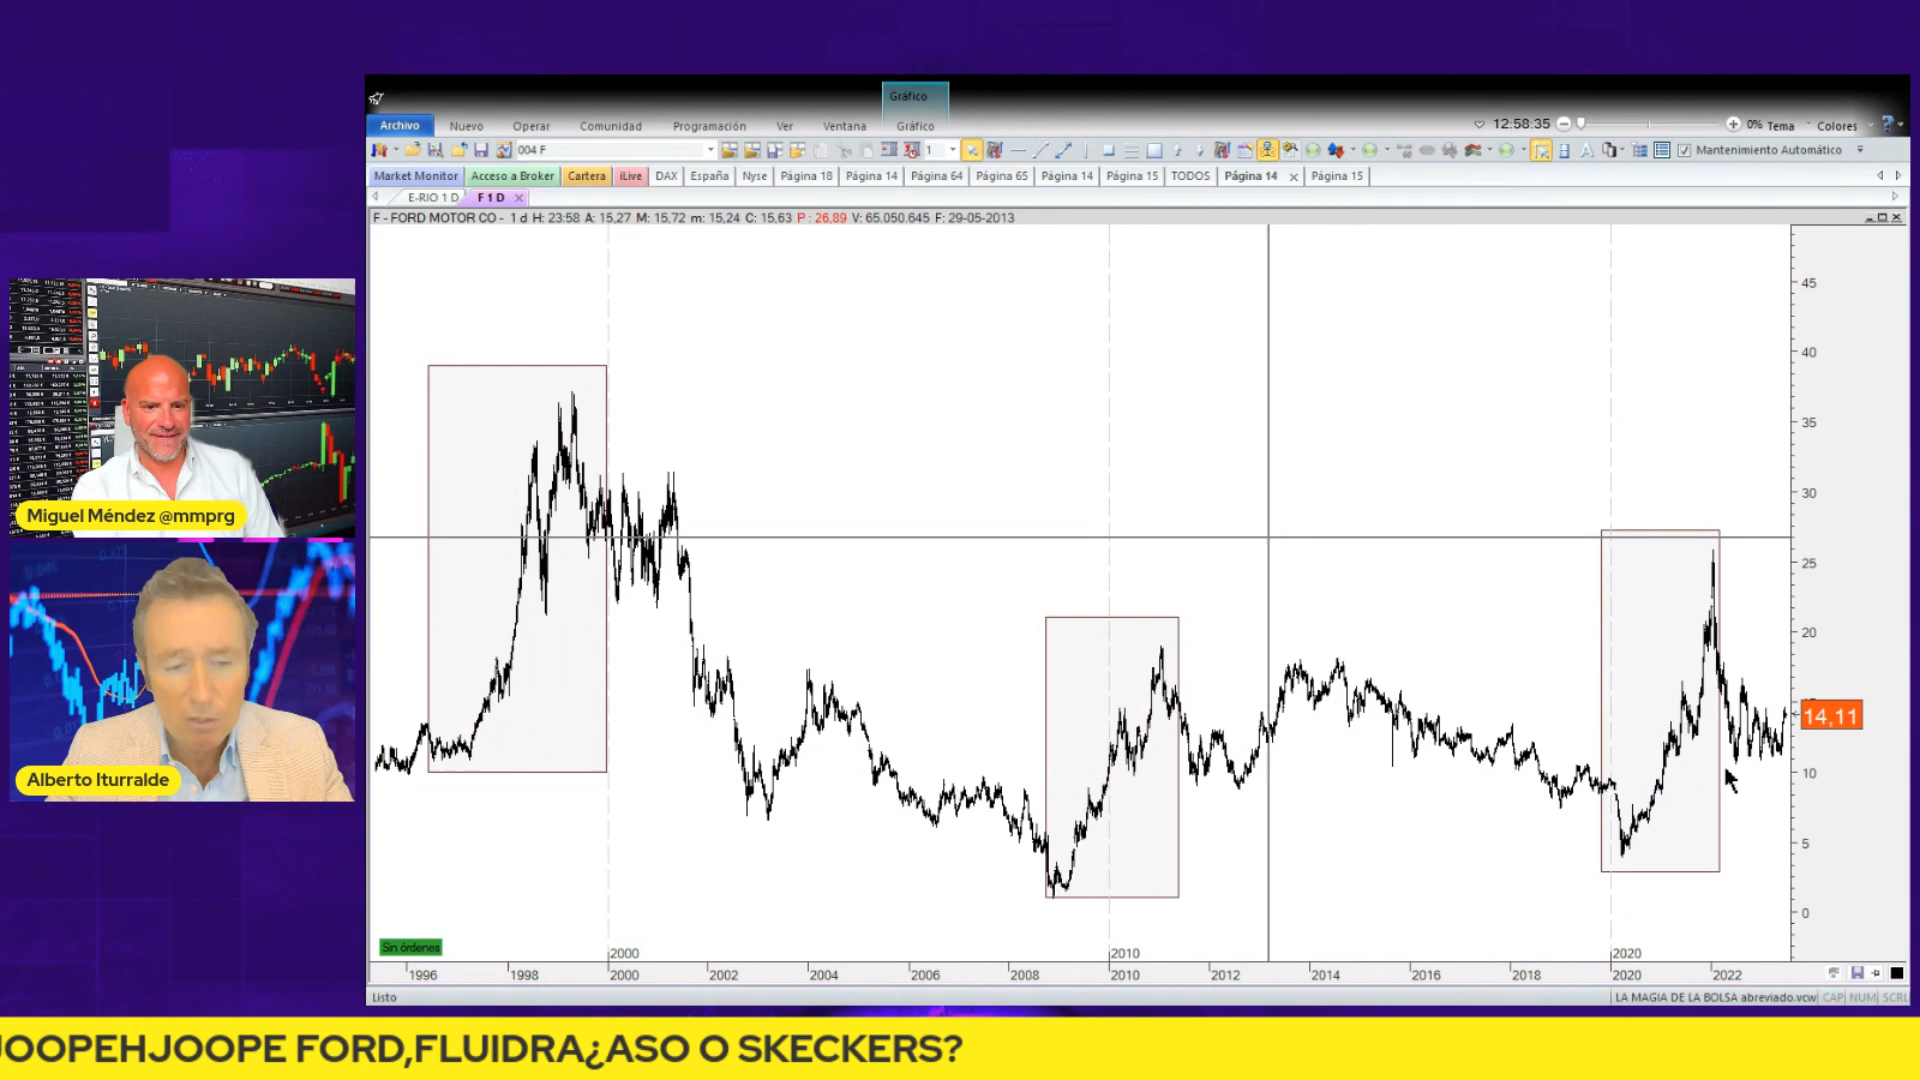 Gráfico
Archivo Nuevo Operar Comunidad Programación Ver Ventana Gráfico
12:58:35 0% Tema Colores
004 F 1 Mantenimiento Automático
Market Monitor Acceso a Broker Cartera iLive DAX España Nyse Página 18 Página 14 Página 64 Página 65 Página 14 Página 15 TODOS Página 14 Página 15
E-RIO 1 D F 1 D
F - FORD MOTOR CO - 1 d H: 23:58 A: 15,27 M: 15,72 m: 15,24 C: 15,63 P : 26,89 V: 65.050.645 F: 29-05-2013
45
40
35
30
25
20
14,11
10
5
0
Miguel Méndez @mmprg
Alberto Iturralde
Sin órdenes
2000 2010 2020
1996 1998 2000 2002 2004 2006 2008 2010 2012 2014 2016 2018 2020 2022
Listo
LA MAGIA DE LA BOLSA abreviado.vcw CAP NUM SCRL
JOOPEHJOOPE FORD,FLUIDRA¿ASO O SKECKERS?